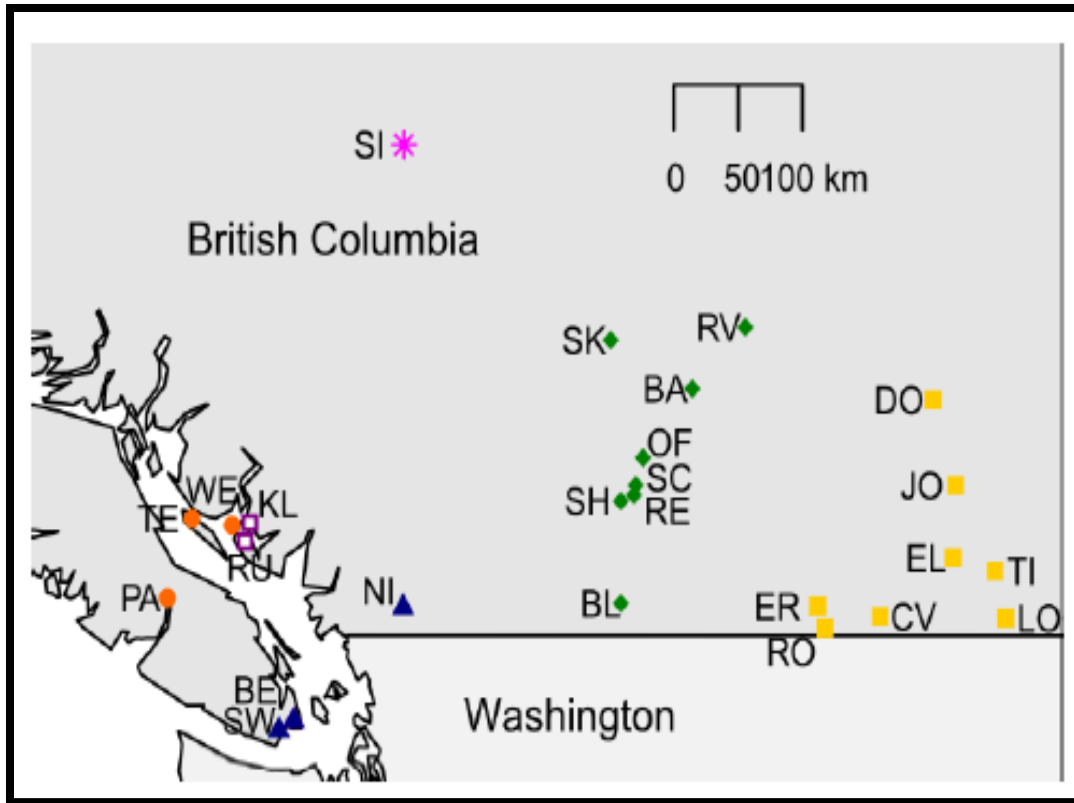 SI
0 50100 km
British Columbia
SK
RV
BA
DO
OF
SC
SH
RE
JO
WE
KL
TE
RU
EL
TI
PA
NI
BL
ER
CV
LO
RO
BE
SW
Washington